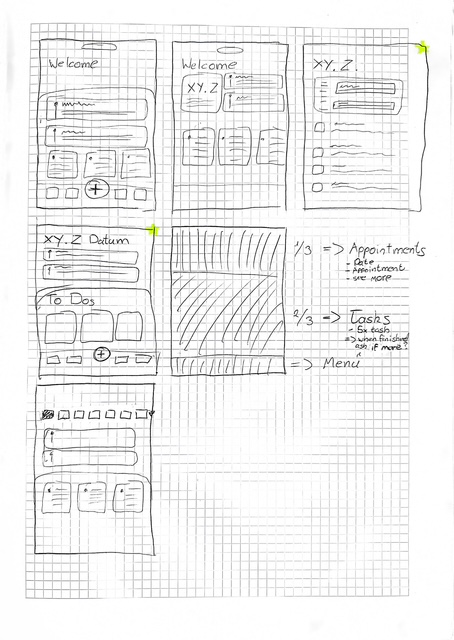 Welcome
Welcome
XY.Z
XY. Z.
XY.Z Datum
To Dos
1/3 => Appointments
- Date
- Appointment
- see more
2/3 => Tasks
- 5x task
=> when finished
ask if more?
=> Menu